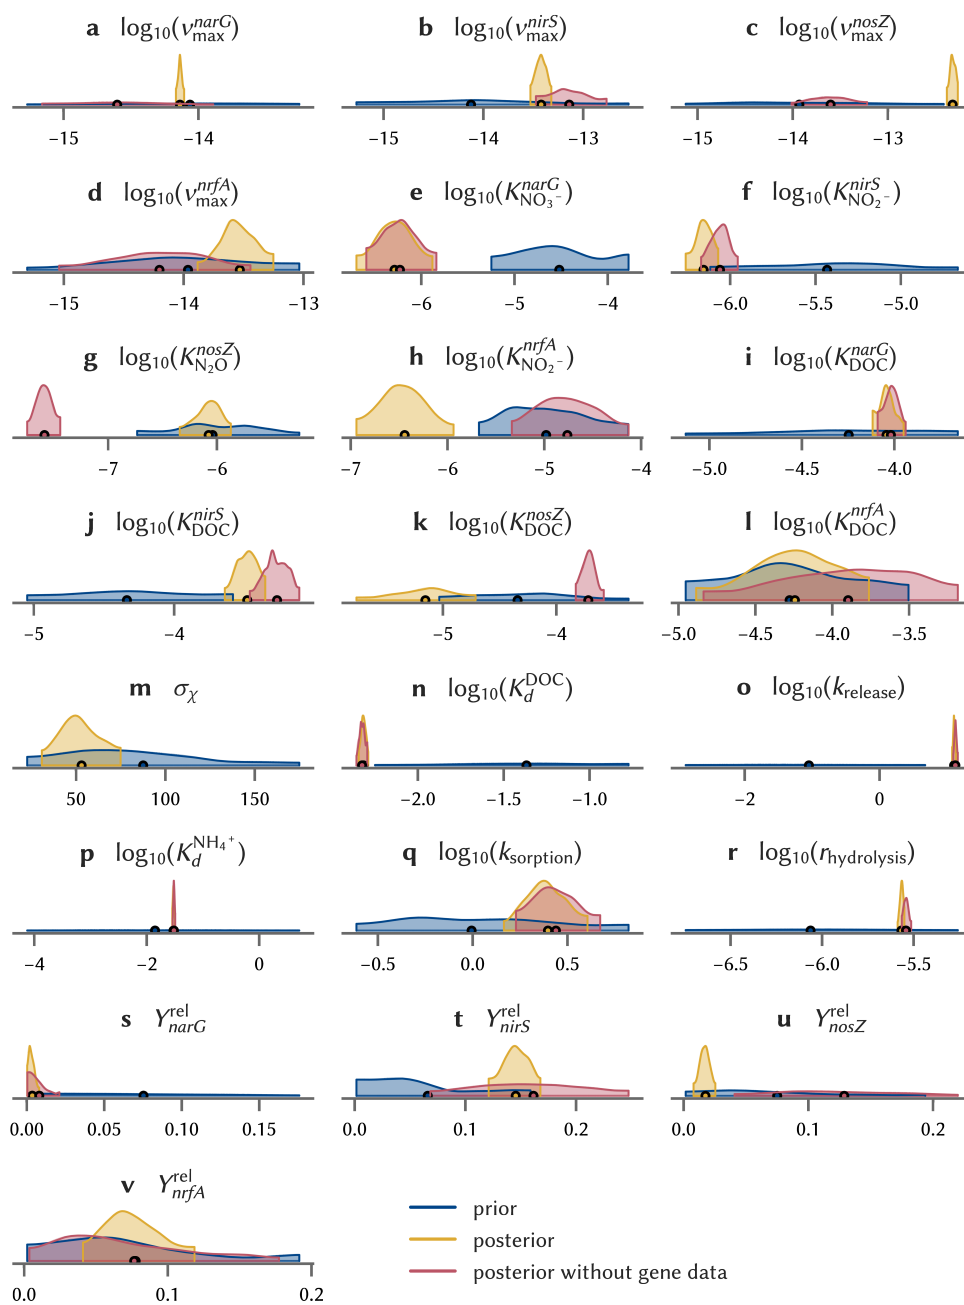 a log₁₀(v_max^narG) b log₁₀(v_max^nirS) c log₁₀(v_max^nosZ)
−15 −14 −15 −14 −13 −15 −14 −13
d log₁₀(v_max^nrfA) e log₁₀(K_NO₃⁻^narG) f log₁₀(K_NO₂⁻^nirS)
−15 −14 −13 −6 −5 −4 −6.0 −5.5 −5.0
g log₁₀(K_N₂O^nosZ) h log₁₀(K_NO₂⁻^nrfA) i log₁₀(K_DOC^narG)
−7 −6 −7 −6 −5 −4 −5.0 −4.5 −4.0
j log₁₀(K_DOC^nirS) k log₁₀(K_DOC^nosZ) l log₁₀(K_DOC^nrfA)
−5 −4 −5 −4 −5.0 −4.5 −4.0 −3.5
m σ_χ n log₁₀(K_d^DOC) o log₁₀(k_release)
50 100 150 −2.0 −1.5 −1.0 −2 0
p log₁₀(K_d^NH₄⁺) q log₁₀(k_sorption) r log₁₀(r_hydrolysis)
−4 −2 0 −0.5 0.0 0.5 −6.5 −6.0 −5.5
s Y_narG^rel t Y_nirS^rel u Y_nosZ^rel
0.00 0.05 0.10 0.15 0.0 0.1 0.2 0.0 0.1 0.2
v Y_nrfA^rel
0.0 0.1 0.2
prior
posterior
posterior without gene data